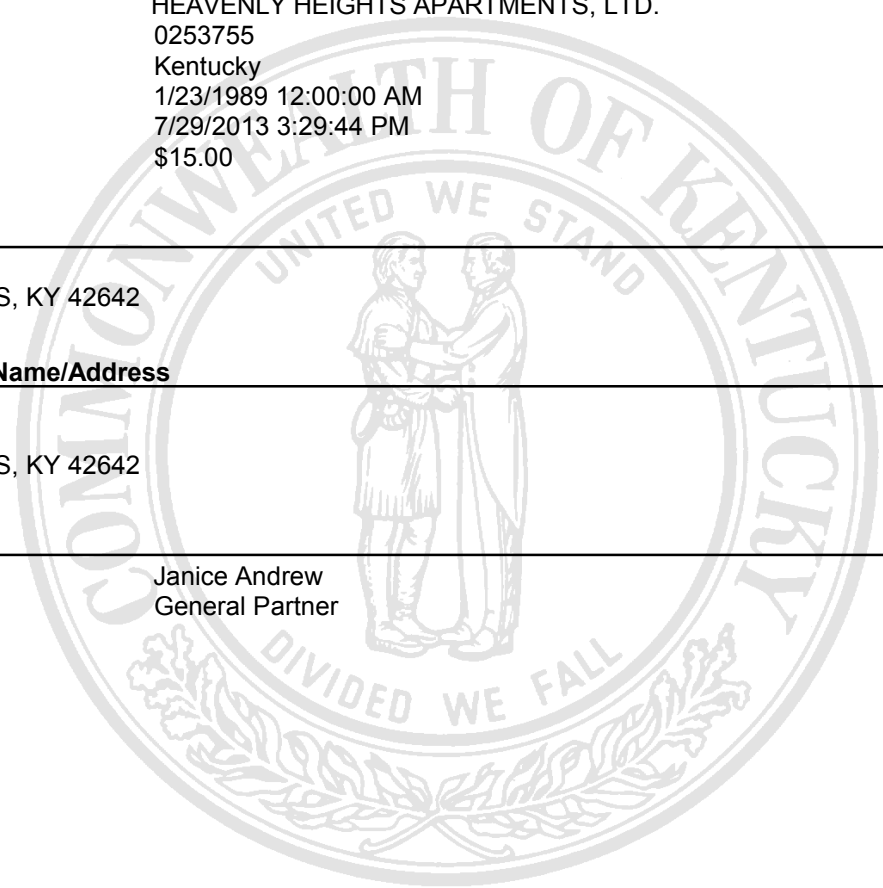 HEAVENLY HEIGHTS APARTMENTS, LTD.
0253755
Kentucky
1/23/1989 12:00:00 AM
7/29/2013 3:29:44 PM
$15.00
COMMONWEALTH OF KENTUCKY
UNITED WE STAND
S, KY 42642
Name/Address
S, KY 42642
Janice Andrew
General Partner
DIVIDED WE FALL